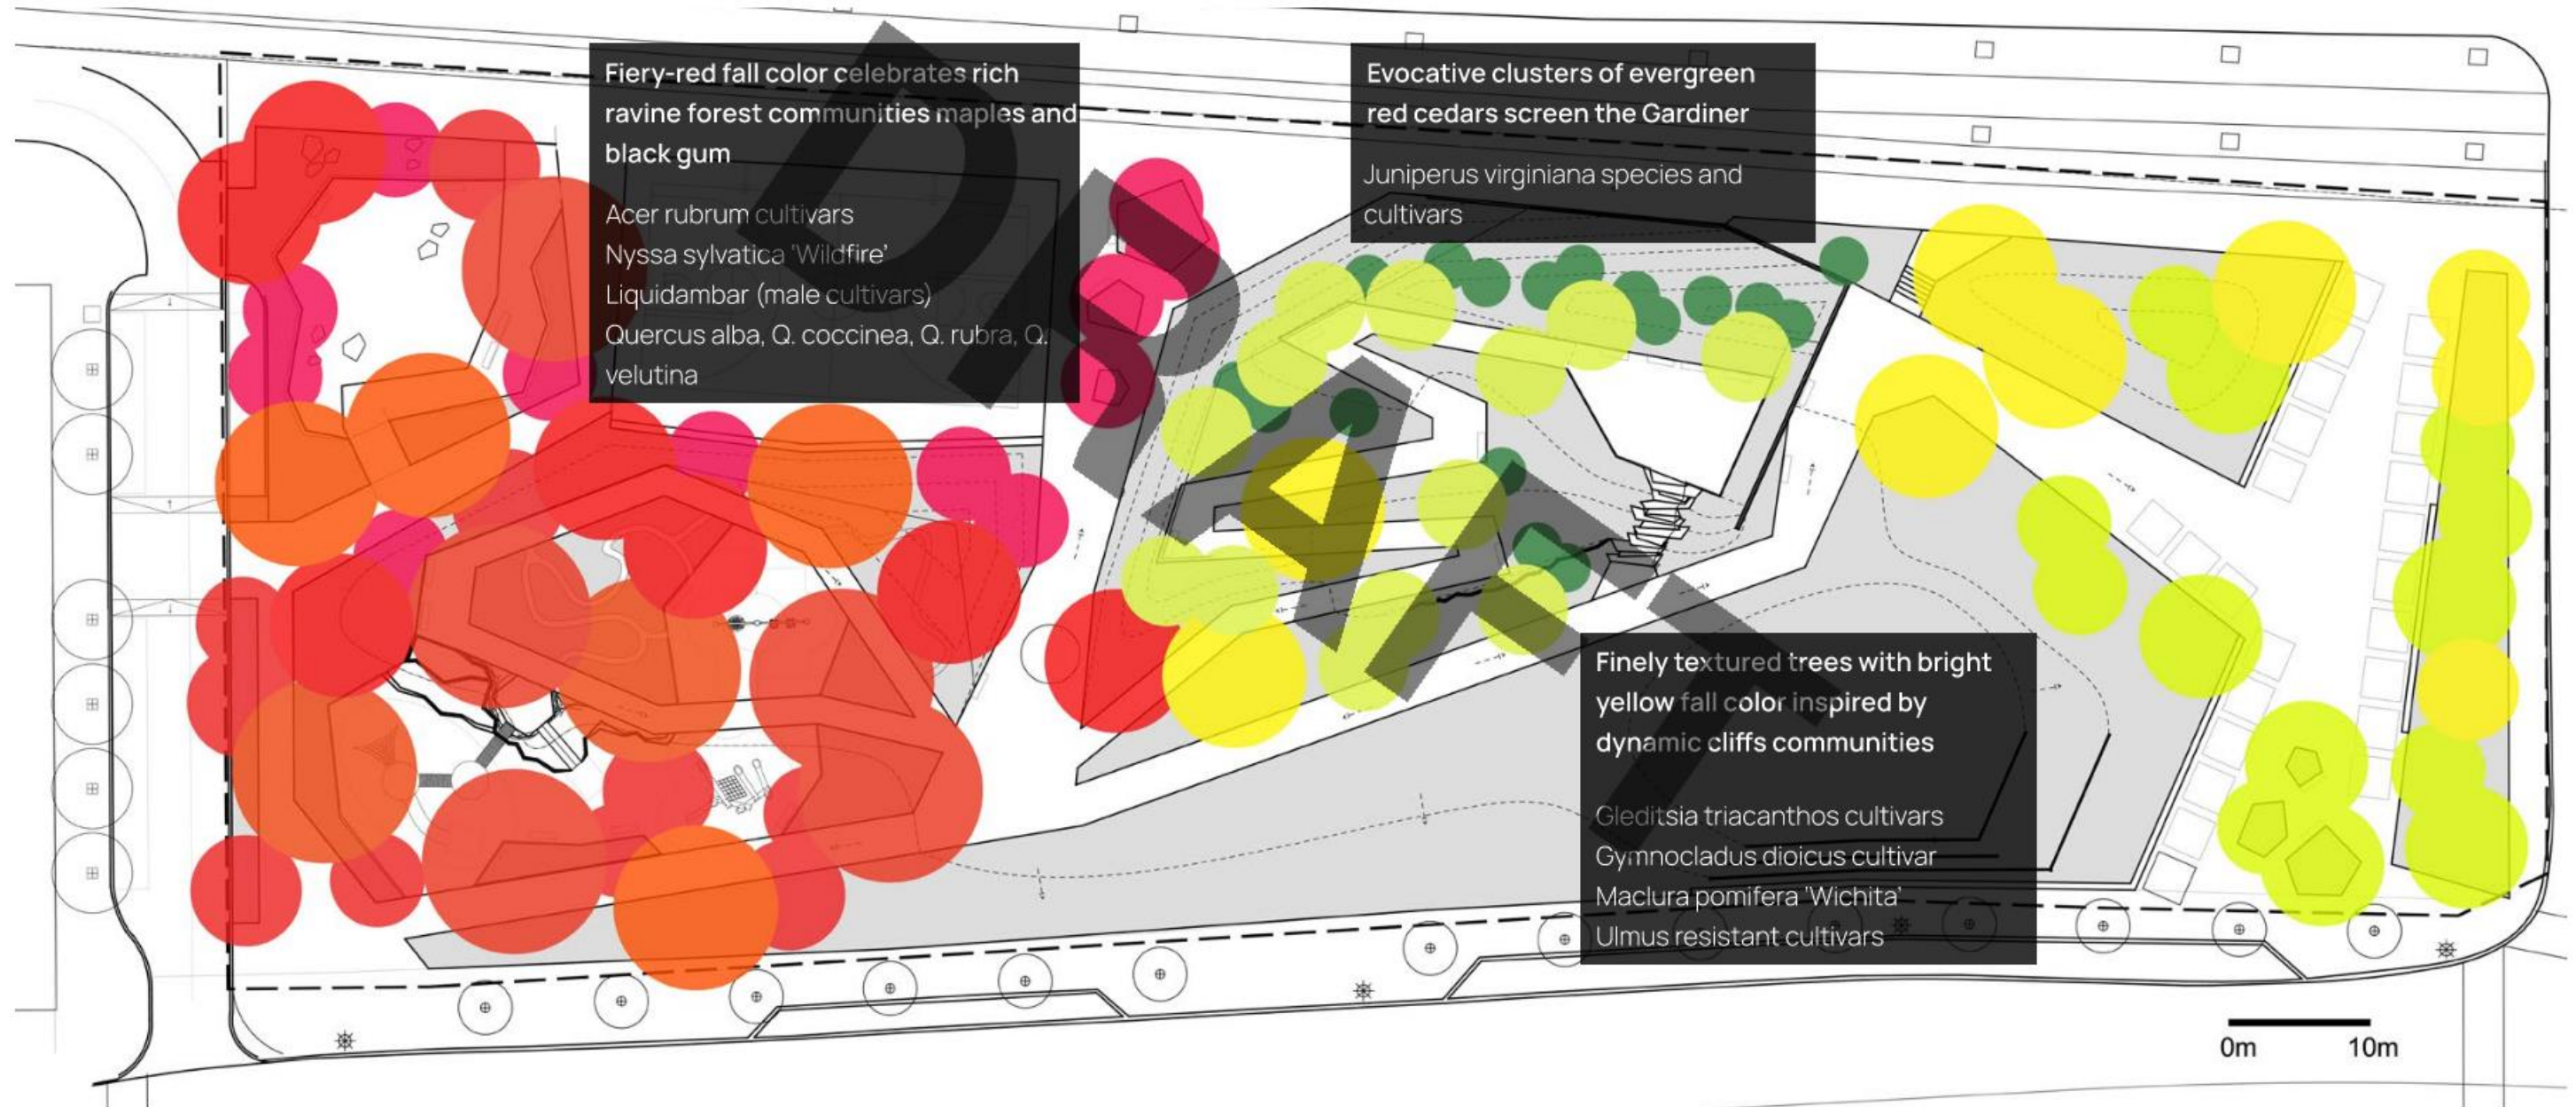 Fiery-red fall color celebrates rich
ravine forest communities maples and
black gum
Acer rubrum cultivars
Nyssa sylvatica ‘Wildfire’
Liquidambar (male cultivars)
Quercus alba, Q. coccinea, Q. rubra, Q.
velutina
Evocative clusters of evergreen
red cedars screen the Gardiner
Juniperus virginiana species and
cultivars
DRAFT
Finely textured trees with bright
yellow fall color inspired by
dynamic cliffs communities
Gleditsia triacanthos cultivars
Gymnocladus dioicus cultivar
Maclura pomifera ‘Wichita’
Ulmus resistant cultivars
0m 10m